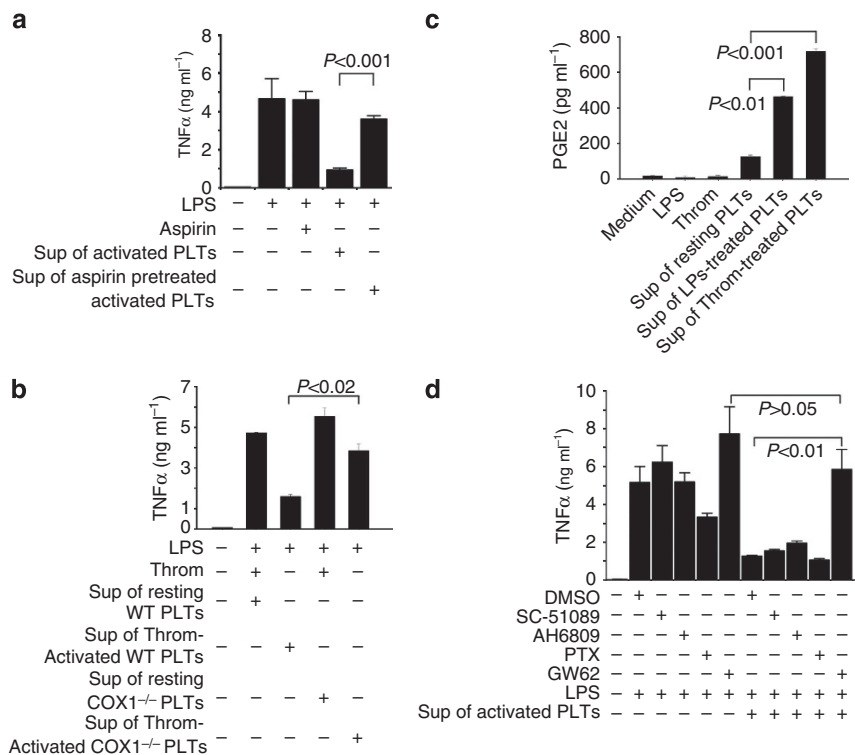 a
TNFα (ng ml⁻¹)
8
6
4
2
0
P<0.001
LPS – + + + +
Aspirin – – + – –
Sup of activated PLTs – – – + –
Sup of aspirin pretreated
activated PLTs – – – – +
c
PGE2 (pg ml⁻¹)
800
600
400
200
0
P<0.001
P<0.01
Medium
LPS
Throm
Sup of resting PLTs
Sup of LPs-treated PLTs
Sup of Throm-treated PLTs
b
TNFα (ng ml⁻¹)
7
5
3
1
0
P<0.02
LPS – + + + +
Throm – + – + –
Sup of resting
WT PLTs – + – – –
Sup of Throm-
Activated WT PLTs – – + – –
Sup of resting
COX1⁻/⁻ PLTs – – – + –
Sup of Throm-
Activated COX1⁻/⁻ PLTs – – – – +
d
TNFα (ng ml⁻¹)
10
8
6
4
2
0
P>0.05
P<0.01
DMSO – + – – – – + – – – –
SC-51089 – – + – – – – + – – –
AH6809 – – – + – – – – + – –
PTX – – – – + – – – – + –
GW62 – – – – – + – – – – +
LPS – + + + + + + + + + +
Sup of activated PLTs – – – – – – + + + + +